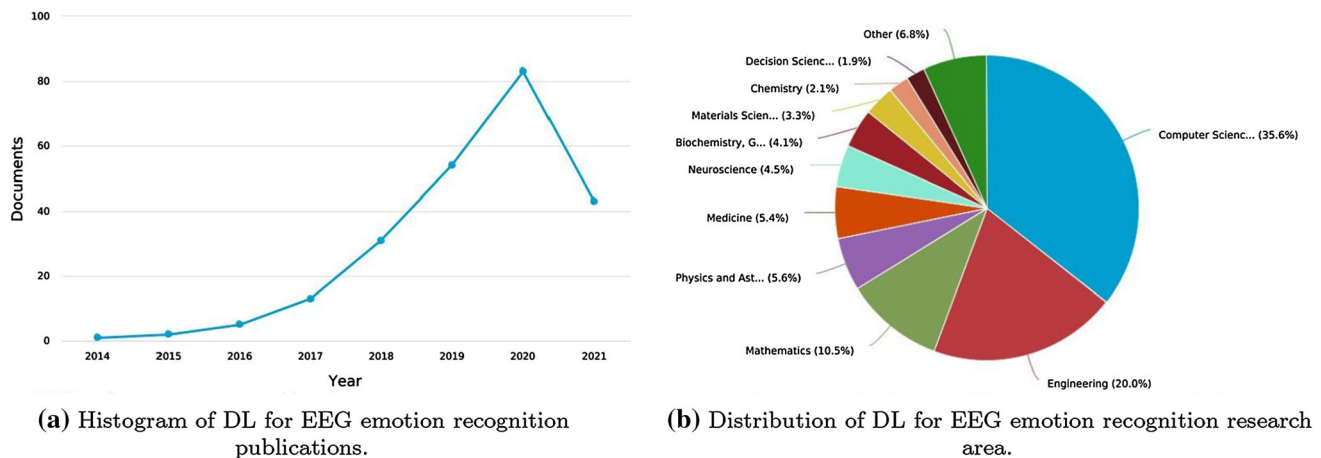 100
80
60
40
20
0
Documents
2014 2015 2016 2017 2018 2019 2020 2021
Year
(a) Histogram of DL for EEG emotion recognition
publications.
Other (6.8%)
Decision Scienc... (1.9%)
Chemistry (2.1%)
Materials Scien... (3.3%)
Biochemistry, G... (4.1%)
Neuroscience (4.5%)
Medicine (5.4%)
Physics and Ast... (5.6%)
Mathematics (10.5%)
Computer Scienc... (35.6%)
Engineering (20.0%)
(b) Distribution of DL for EEG emotion recognition research
area.